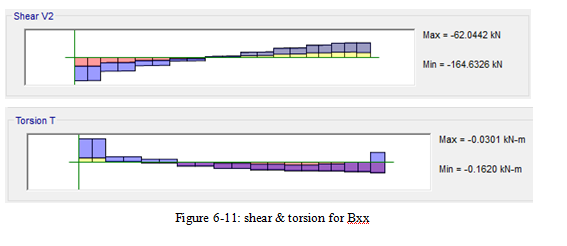 Shear V2
Max = -62.0442 kN
Min = -164.6326 kN
Torsion T
Max = -0.0301 kN-m
Min = -0.1620 kN-m
Figure 6-11: shear & torsion for Bxx